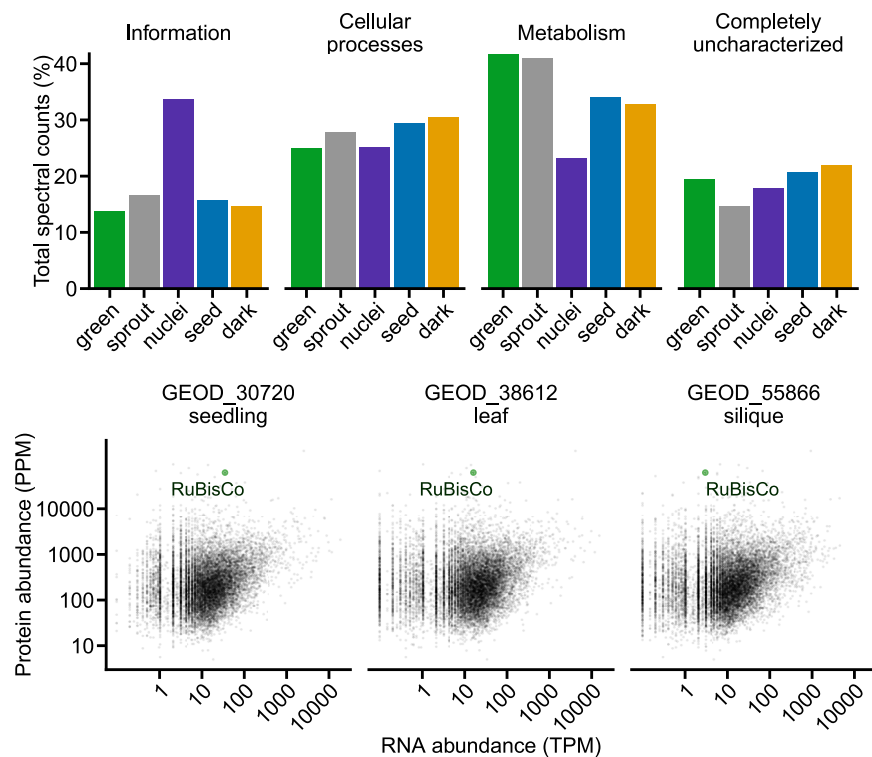 Information
Cellular
processes
Metabolism
Completely
uncharacterized
Total spectral counts (%)
40
30
20
10
0
green
sprout
nuclei
seed
dark
green
sprout
nuclei
seed
dark
green
sprout
nuclei
seed
dark
green
sprout
nuclei
seed
dark
GEOD_30720
seedling
GEOD_38612
leaf
GEOD_55866
silique
Protein abundance (PPM)
10000
1000
100
10
RuBisCo
RuBisCo
RuBisCo
1
10
100
1000
10000
1
10
100
1000
10000
1
10
100
1000
10000
RNA abundance (TPM)